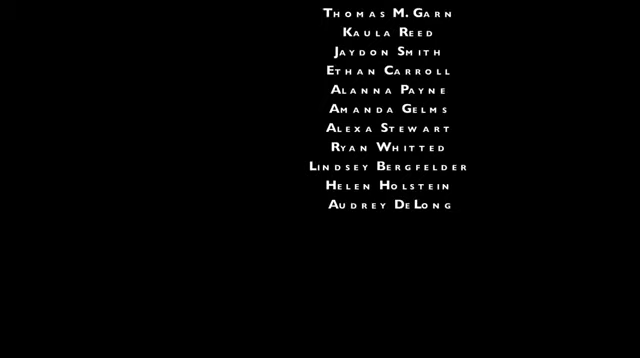 Thomas M. Garn
Kaula Reed
Jaydon Smith
Ethan Carroll
Alanna Payne
Amanda Gelms
Alexa Stewart
Ryan Whitted
Lindsey Bergfelder
Helen Holstein
Audrey DeLong